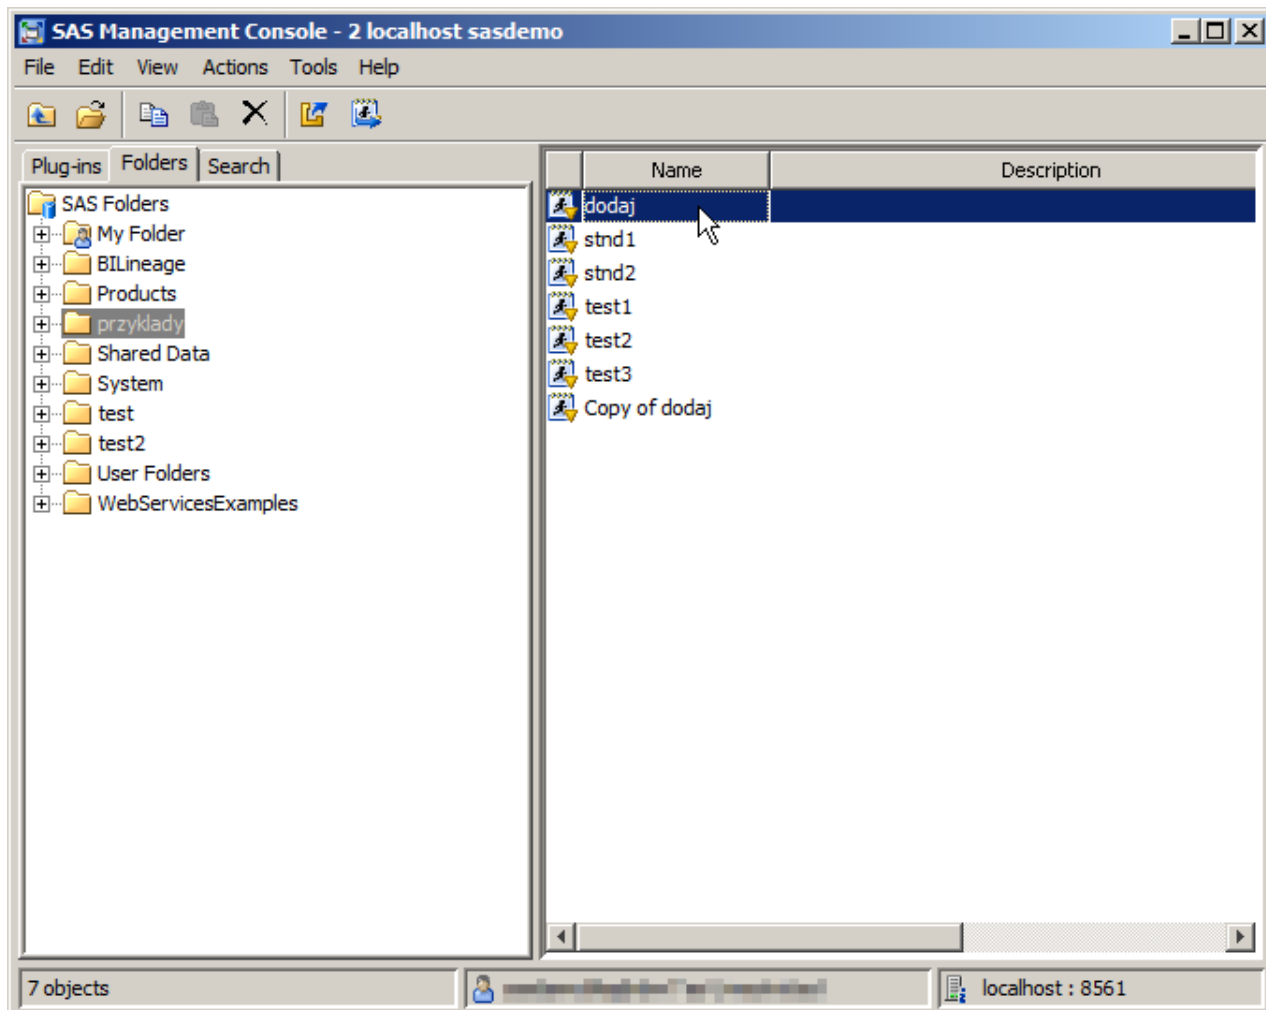 SAS Management Console - 2 localhost sasdemo
File Edit View Actions Tools Help
Plug-ins Folders Search
Name Description
SAS Folders
My Folder
BILineage
Products
przyklady
Shared Data
System
test
test2
User Folders
WebServicesExamples
dodaj
stnd1
stnd2
test1
test2
test3
Copy of dodaj
7 objects
localhost : 8561